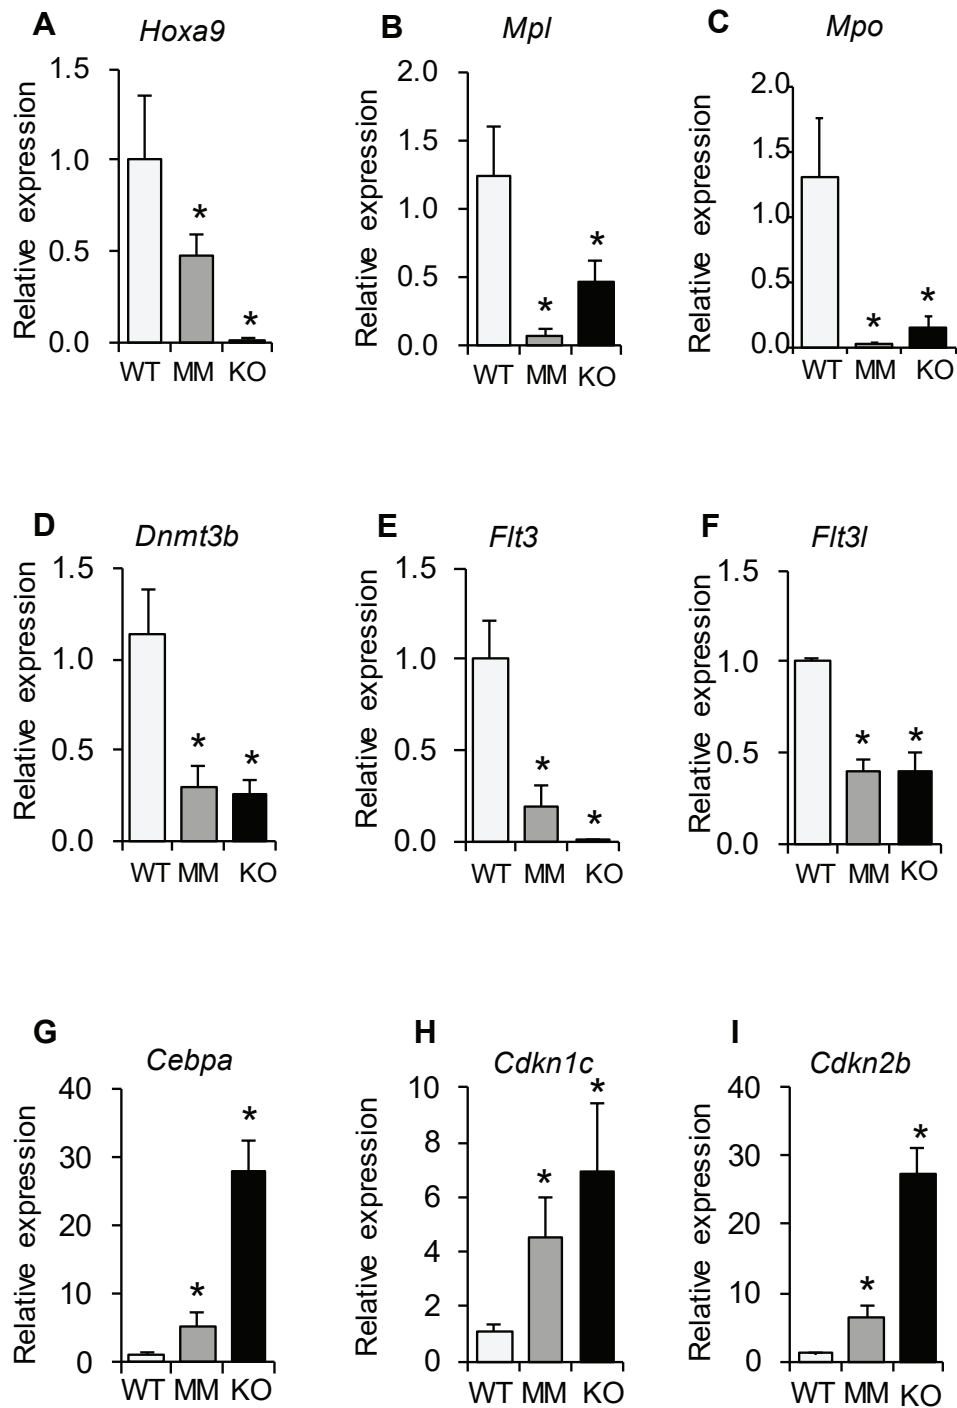 A
Hoxa9
Relative expression
1.5
1.0
0.5
0.0
*
*
WT MM KO
B
Mpl
Relative expression
2.0
1.5
1.0
0.5
0.0
*
*
WT MM KO
C
Mpo
Relative expression
2.0
1.5
1.0
0.5
0.0
*
*
WT MM KO
D
Dnmt3b
Relative expression
1.5
1.0
0.5
0.0
*
*
WT MM KO
E
Flt3
Relative expression
1.5
1.0
0.5
0.0
*
*
WT MM KO
F
Flt3l
Relative expression
1.5
1.0
0.5
0.0
*
*
WT MM KO
G
Cebpa
Relative expression
40
30
20
10
0
*
*
WT MM KO
H
Cdkn1c
Relative expression
10
8
6
4
2
0
*
*
WT MM KO
I
Cdkn2b
Relative expression
40
30
20
10
0
*
*
WT MM KO